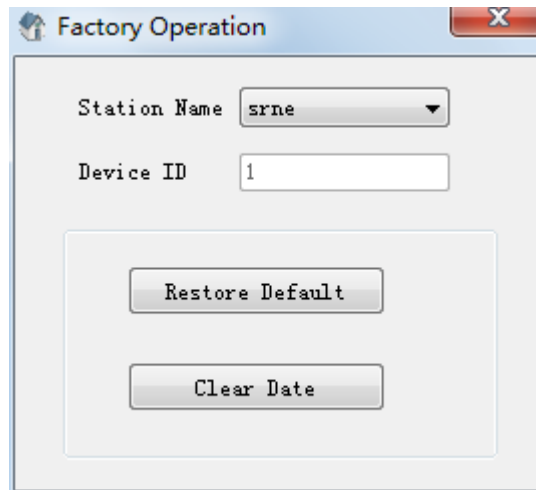 Factory Operation
Station Name srne
Device ID 1
Restore Default
Clear Date